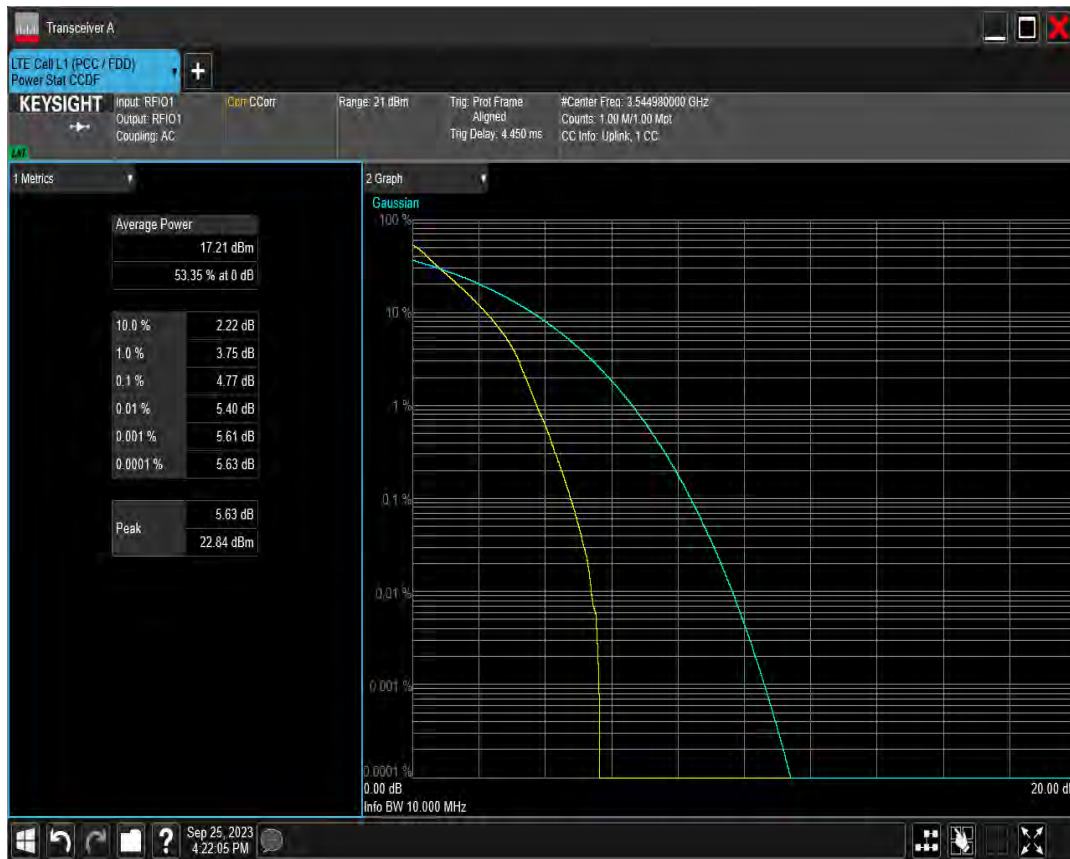 Transceiver A
LTE Cell L1 (PCC / FDD)
Power Stat CCDF
KEYSIGHT
Input: RFIO1
Output: RFIO1
Coupling: AC
Corr CCorr
Range: 21 dBm
Trig: Prot Frame
Aligned
Trig Delay: 4.450 ms
#Center Freq: 3.544980000 GHz
Counts: 1.00 M/1.00 Mpt
CC Info: Uplink, 1 CC
1 Metrics
Average Power
17.21 dBm
53.35 % at 0 dB
10.0 % 2.22 dB
1.0 % 3.75 dB
0.1 % 4.77 dB
0.01 % 5.40 dB
0.001 % 5.61 dB
0.0001 % 5.63 dB
Peak
5.63 dB
22.84 dBm
2 Graph
Gaussian
100 %
10 %
1 %
0.1 %
0.01 %
0.001 %
0.0001 %
0.00 dB
20.00 d
Info BW 10.000 MHz
Sep 25, 2023
4:22:05 PM